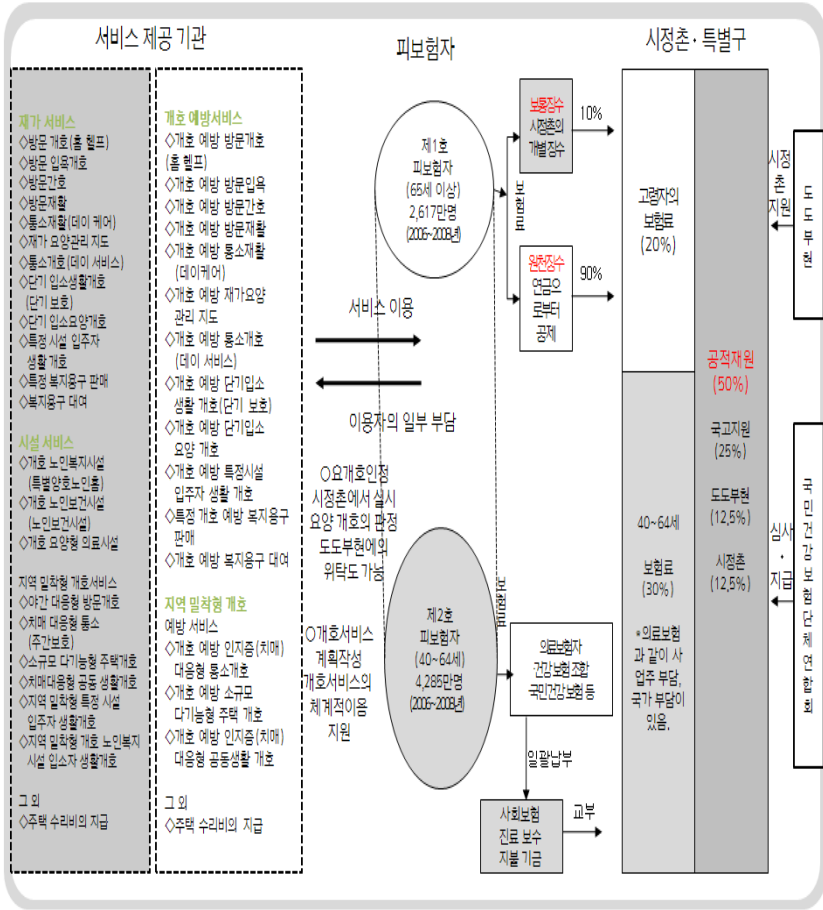 서비스 제공 기관
재가 서비스
◇방문 개호(홈 헬프)
◇방문 입욕개호
◇방문간호
◇방문재활
◇통소재활(데이 케어)
◇재가 요양관리 지도
◇통소개호(데이 서비스)
◇단기 입소생활개호
(단기 보호)
◇단기 입소요양개호
◇특정 시설 입주자
생활 개호
◇특정 복지용구 판매
◇복지용구 대여
시설 서비스
◇개호 노인복지시설
(특별양호노인홈)
◇개호 노인보건시설
(노인보건시설)
◇개호 요양형 의료시설
지역 밀착형 개호서비스
◇야간 대응형 방문개호
◇치매 대응형 통소
(주간보호)
◇소규모 다기능형 주택개호
◇치매대응형 공동 생활개호
◇지역 밀착형 특정 시설
입주자 생활개호
◇지역 밀착형 개호 노인복지
시설 입소자 생활개호
그 외
◇주택 수리비의 지급
개호 예방서비스
◇개호 예방 방문개호
(홈 헬프)
◇개호 예방 방문입욕
◇개호 예방 방문간호
◇개호 예방 방문재활
◇개호 예방 통소재활
(데이케어)
◇개호 예방 재가요양
관리 지도
◇개호 예방 통소개호
(데이 서비스)
◇개호 예방 단기입소
생활 개호(단기 보호)
◇개호 예방 단기입소
요양 개호
◇개호 예방 특정시설
입주자 생활 개호
◇특정 개호 예방 복지용구
판매
◇개호 예방 복지용구 대여
지역 밀착형 개호
예방 서비스
◇개호 예방 인지증(치매)
대응형 통소개호
◇개호 예방 소규모
다기능형 주택 개호
◇개호 예방 인지증(치매)
대응형 공동생활 개호
그 외
◇주택 수리비의 지급
피보험자
제1호
피보험자
(65세 이상)
2,617만명
(2006~2008년)
서비스 이용
이용자의 일부 부담
○요개호인정
시정촌에서 실시
요양 개호의 판정
도도부현에의
위탁도 가능
○개호서비스
계획작성
개호서비스의
체계적이용
지원
제2호
피보험자
(40~64세)
4,285만명
(2006~2008년)
보험료
보통징수
시정촌의
개별 징수
10%
원천징수
연금으
로부터
공제
90%
보험료
의료보험자
·건강 보험 조합
·국민건강 보험 등
일괄납부
사회보험
진료 보수
지불 기금
교부
시정촌·특별구
고령자의
보험료
(20%)
40~64세
보험료
(30%)
*의료보험
과 같이 사
업주 부담,
국가 부담이
있음.
공적재원
(50%)
국고지원
(25%)
도도부현
(12,5%)
시정촌
(12,5%)
시정촌 지원
도도부현
심사·지급
국민건강보험단체연합회